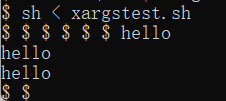 $ sh < xargstest.sh
$ $ $ $ $ $ hello
hello
hello
$ $